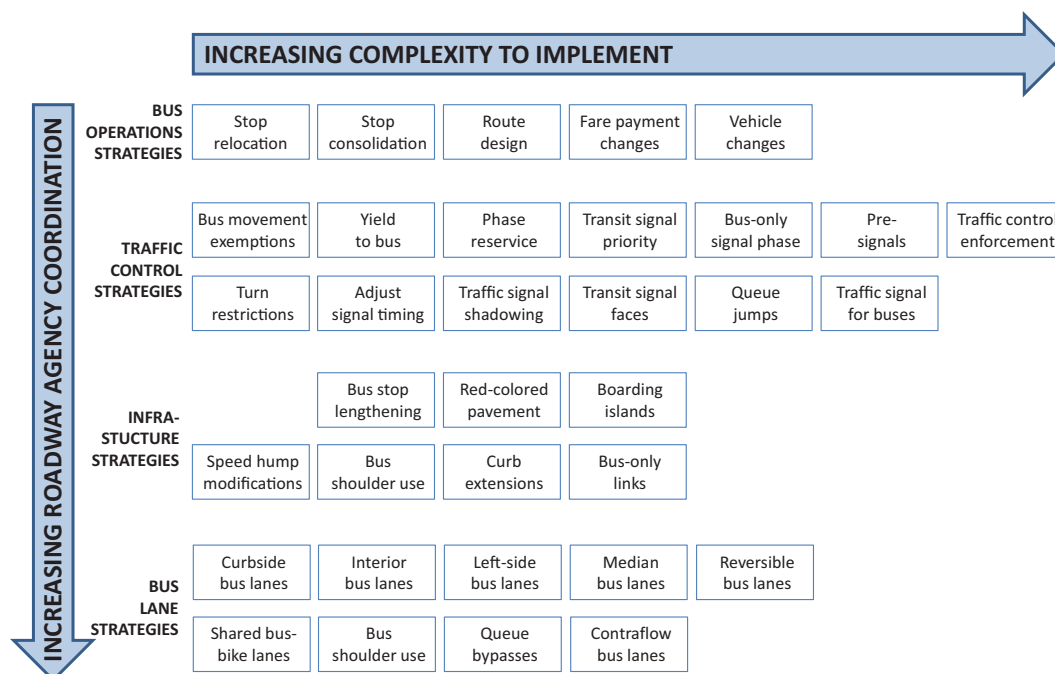 INCREASING COMPLEXITY TO IMPLEMENT
INCREASING ROADWAY AGENCY COORDINATION
BUS
OPERATIONS
STRATEGIES
Stop
relocation
Stop
consolidation
Route
design
Fare payment
changes
Vehicle
changes
TRAFFIC
CONTROL
STRATEGIES
Bus movement
exemptions
Yield
to bus
Phase
reservice
Transit signal
priority
Bus-only
signal phase
Pre-
signals
Traffic control
enforcement
Turn
restrictions
Adjust
signal timing
Traffic signal
shadowing
Transit signal
faces
Queue
jumps
Traffic signal
for buses
INFRA-
STUCTURE
STRATEGIES
Bus stop
lengthening
Red-colored
pavement
Boarding
islands
Speed hump
modifications
Bus
shoulder use
Curb
extensions
Bus-only
links
BUS
LANE
STRATEGIES
Curbside
bus lanes
Interior
bus lanes
Left-side
bus lanes
Median
bus lanes
Reversible
bus lanes
Shared bus-
bike lanes
Bus
shoulder use
Queue
bypasses
Contraflow
bus lanes